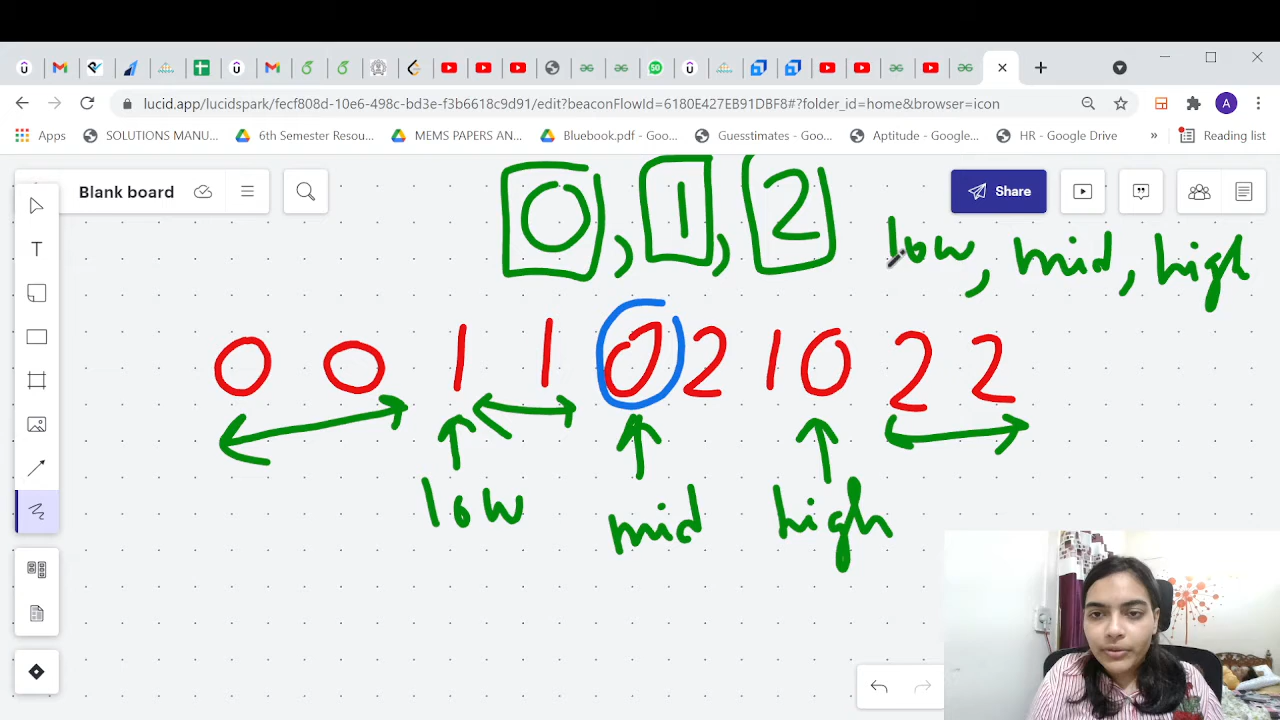 lucid.app/lucidspark/fecf808d-10e6-498c-bd3e-f3b6618c9d91/edit?beaconFlowId=6180E427EB91DBF8#?folder_id=home&browser=icon
A
Apps SOLUTIONS MANU... 6th Semester Resou... MEMS PAPERS AN... Bluebook.pdf - Goo... Guesstimates - Goo... Aptitude - Google... HR - Google Drive » Reading list
Blank board
Share
T
0, 1, 2
low, mid, high
0 0 1 1 0 2 1 0 2 2
low mid high